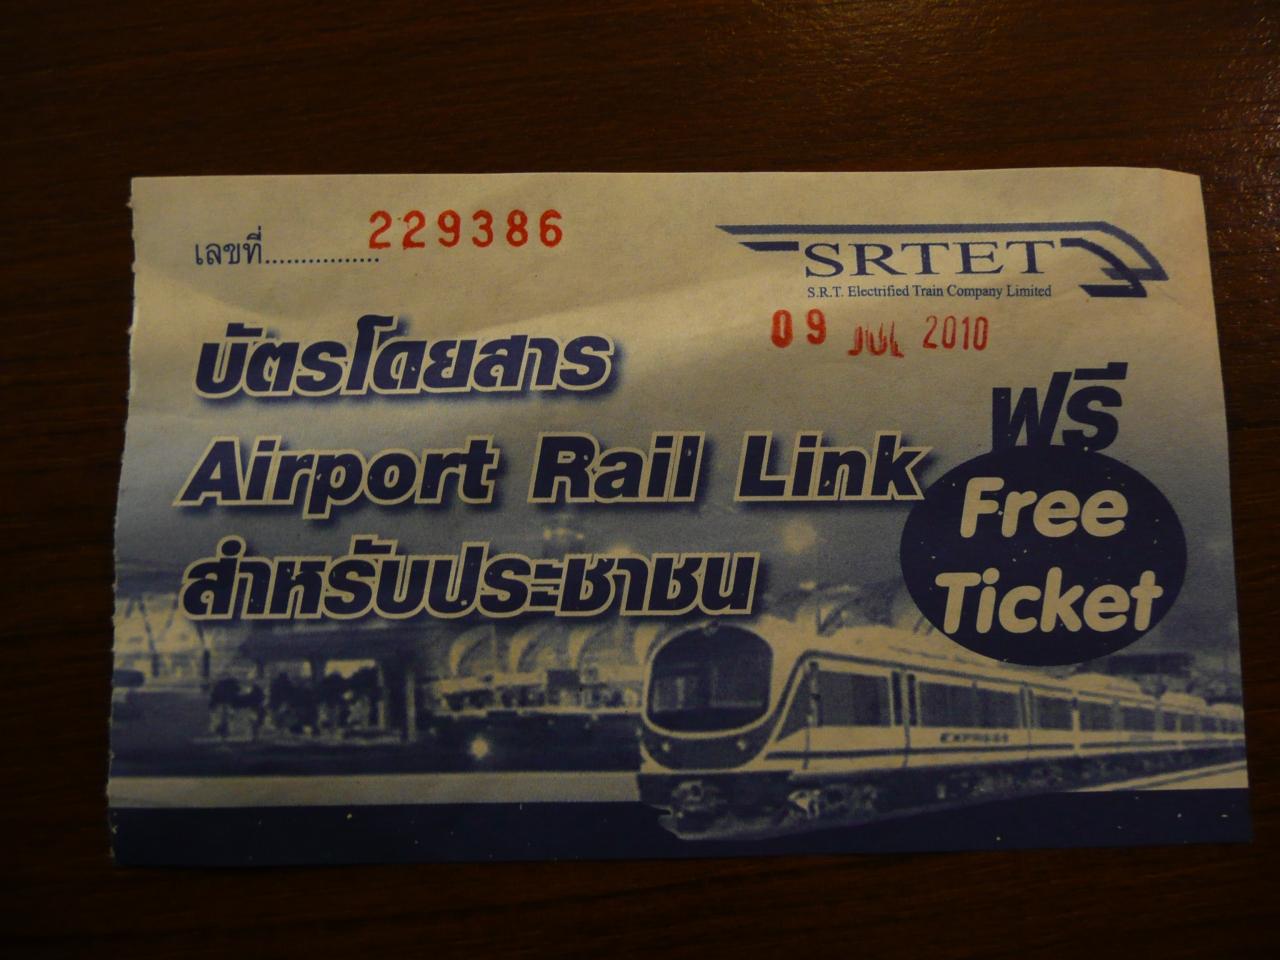 เลขที่................ 229386
SRTET
S.R.T. Electrified Train Company Limited
09 JUL 2010
บัตรโดยสาร
ฟรี
Airport Rail Link
Free
Ticket
สำหรับประชาชน
EXPRESS